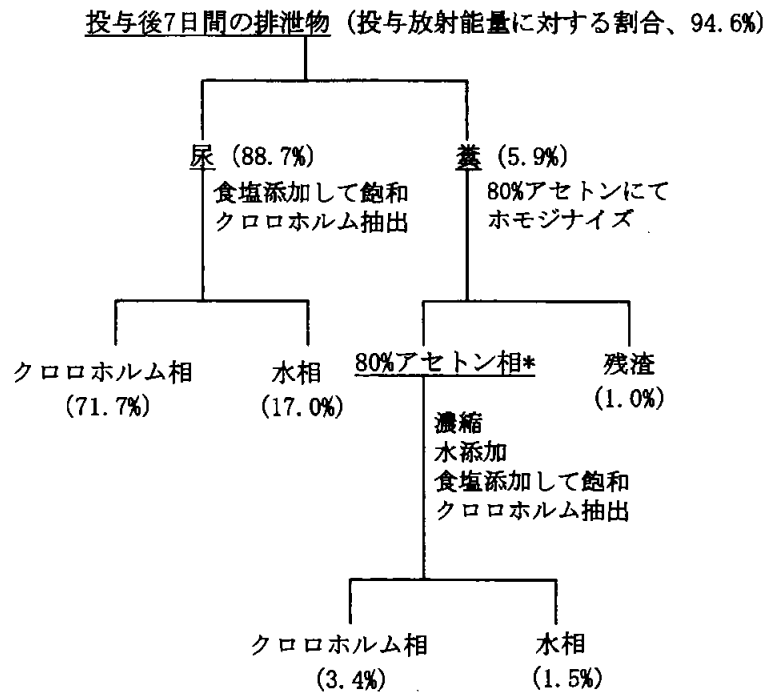 投与後7日間の排泄物 (投与放射能量に対する割合、94.6%)
尿 (88.7%)
食塩添加して飽和
クロロホルム抽出
糞 (5.9%)
80%アセトンにて
ホモジナイズ
クロロホルム相
(71.7%)
水相
(17.0%)
80%アセトン相*
残渣
(1.0%)
濃縮
水添加
食塩添加して飽和
クロロホルム抽出
クロロホルム相
(3.4%)
水相
(1.5%)